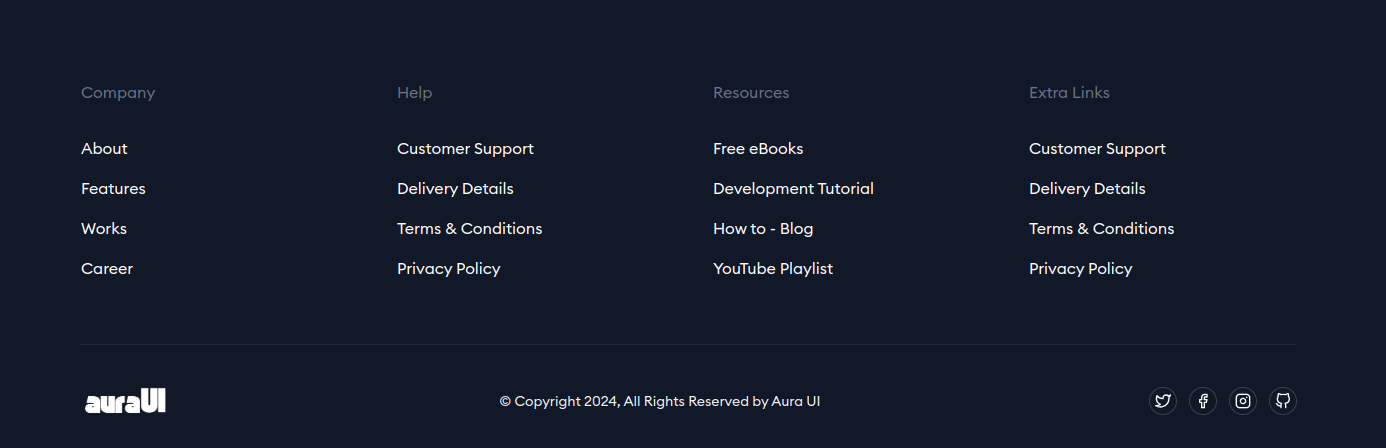 Company
About
Features
Works
Career
Help
Customer Support
Delivery Details
Terms & Conditions
Privacy Policy
Resources
Free eBooks
Development Tutorial
How to - Blog
YouTube Playlist
Extra Links
Customer Support
Delivery Details
Terms & Conditions
Privacy Policy
auraUI
© Copyright 2024, All Rights Reserved by Aura UI